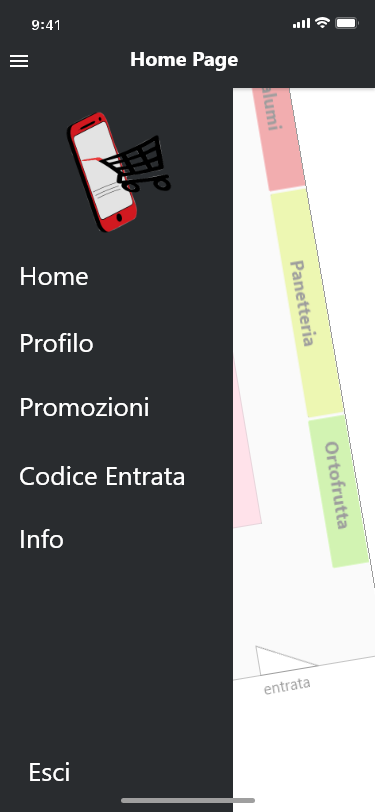 9:41
Home Page
alumi
Home
Panetteria
Profilo
Promozioni
Codice Entrata
Ortofrutta
Info
entrata
Esci